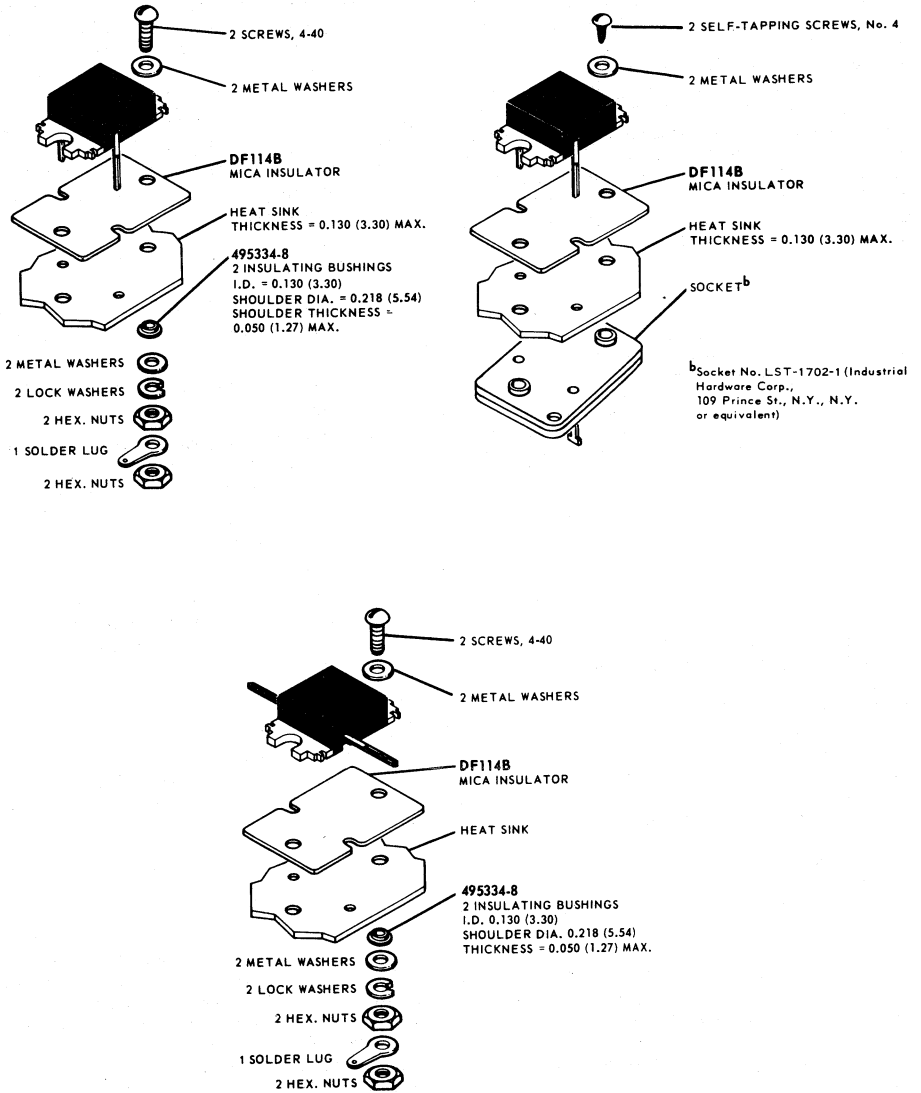 2 SCREWS, 4-40
2 METAL WASHERS
DF114B
MICA INSULATOR
HEAT SINK
THICKNESS = 0.130 (3.30) MAX.
495334-8
2 INSULATING BUSHINGS
I.D. = 0.130 (3.30)
SHOULDER DIA. = 0.218 (5.54)
SHOULDER THICKNESS =
0.050 (1.27) MAX.
2 METAL WASHERS
2 LOCK WASHERS
2 HEX. NUTS
1 SOLDER LUG
2 HEX. NUTS
2 SELF-TAPPING SCREWS, No. 4
2 METAL WASHERS
DF114B
MICA INSULATOR
HEAT SINK
THICKNESS = 0.130 (3.30) MAX.
SOCKETb
bSocket No. LST-1702-1 (Industrial
Hardware Corp.,
109 Prince St., N.Y., N.Y.
or equivalent)
2 SCREWS, 4-40
2 METAL WASHERS
DF114B
MICA INSULATOR
HEAT SINK
495334-8
2 INSULATING BUSHINGS
I.D. 0.130 (3.30)
SHOULDER DIA. 0.218 (5.54)
THICKNESS = 0.050 (1.27) MAX.
2 METAL WASHERS
2 LOCK WASHERS
2 HEX. NUTS
1 SOLDER LUG
2 HEX. NUTS